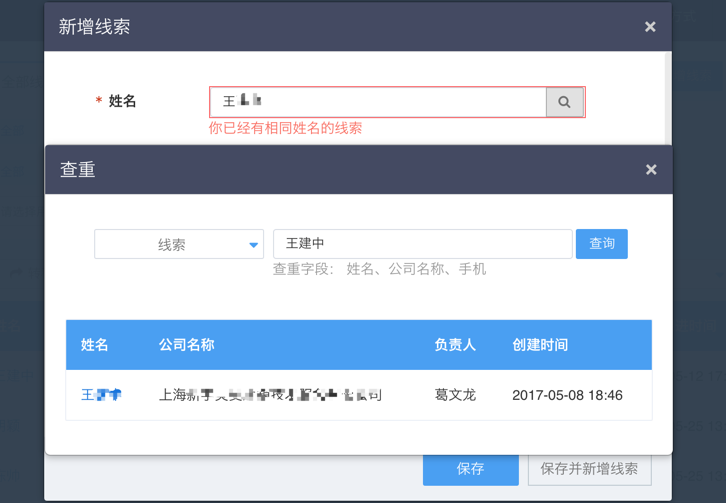 新增线索
* 姓名
王
你已经有相同姓名的线索
查重
线索 王建中 查询
查重字段： 姓名、公司名称、手机
姓名 公司名称 负责人 创建时间
王 上海 公司 葛文龙 2017-05-08 18:46
保存 保存并新增线索